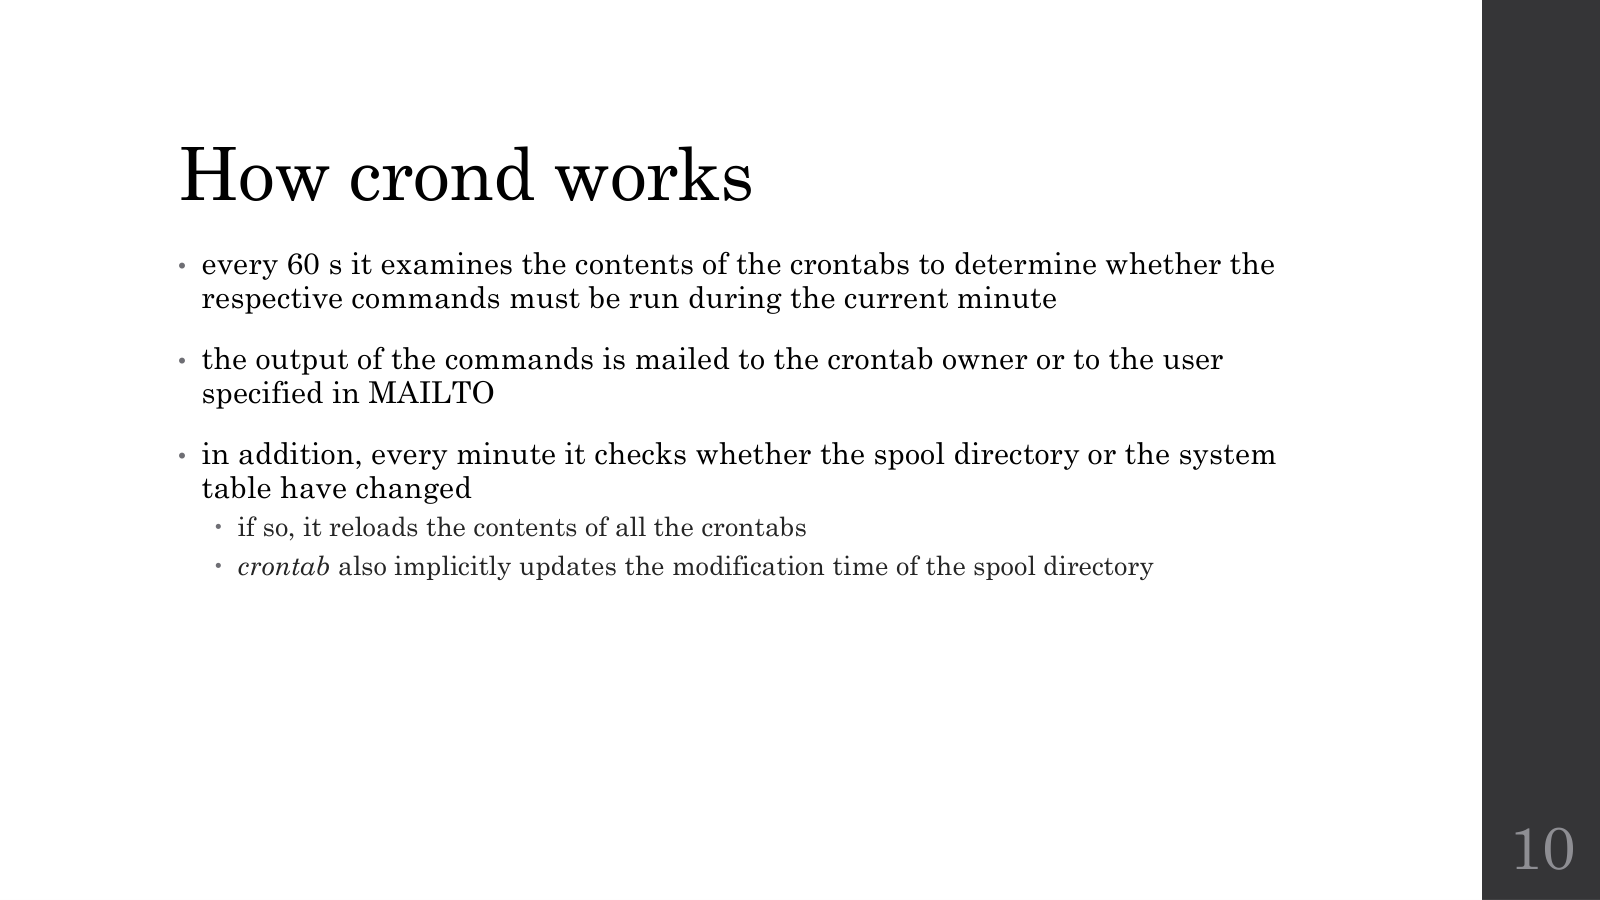 How crond works
• every 60 s it examines the contents of the crontabs to determine whether the
respective commands must be run during the current minute
• the output of the commands is mailed to the crontab owner or to the user
specified in MAILTO
• in addition, every minute it checks whether the spool directory or the system
table have changed
• if so, it reloads the contents of all the crontabs
• crontab also implicitly updates the modification time of the spool directory
10